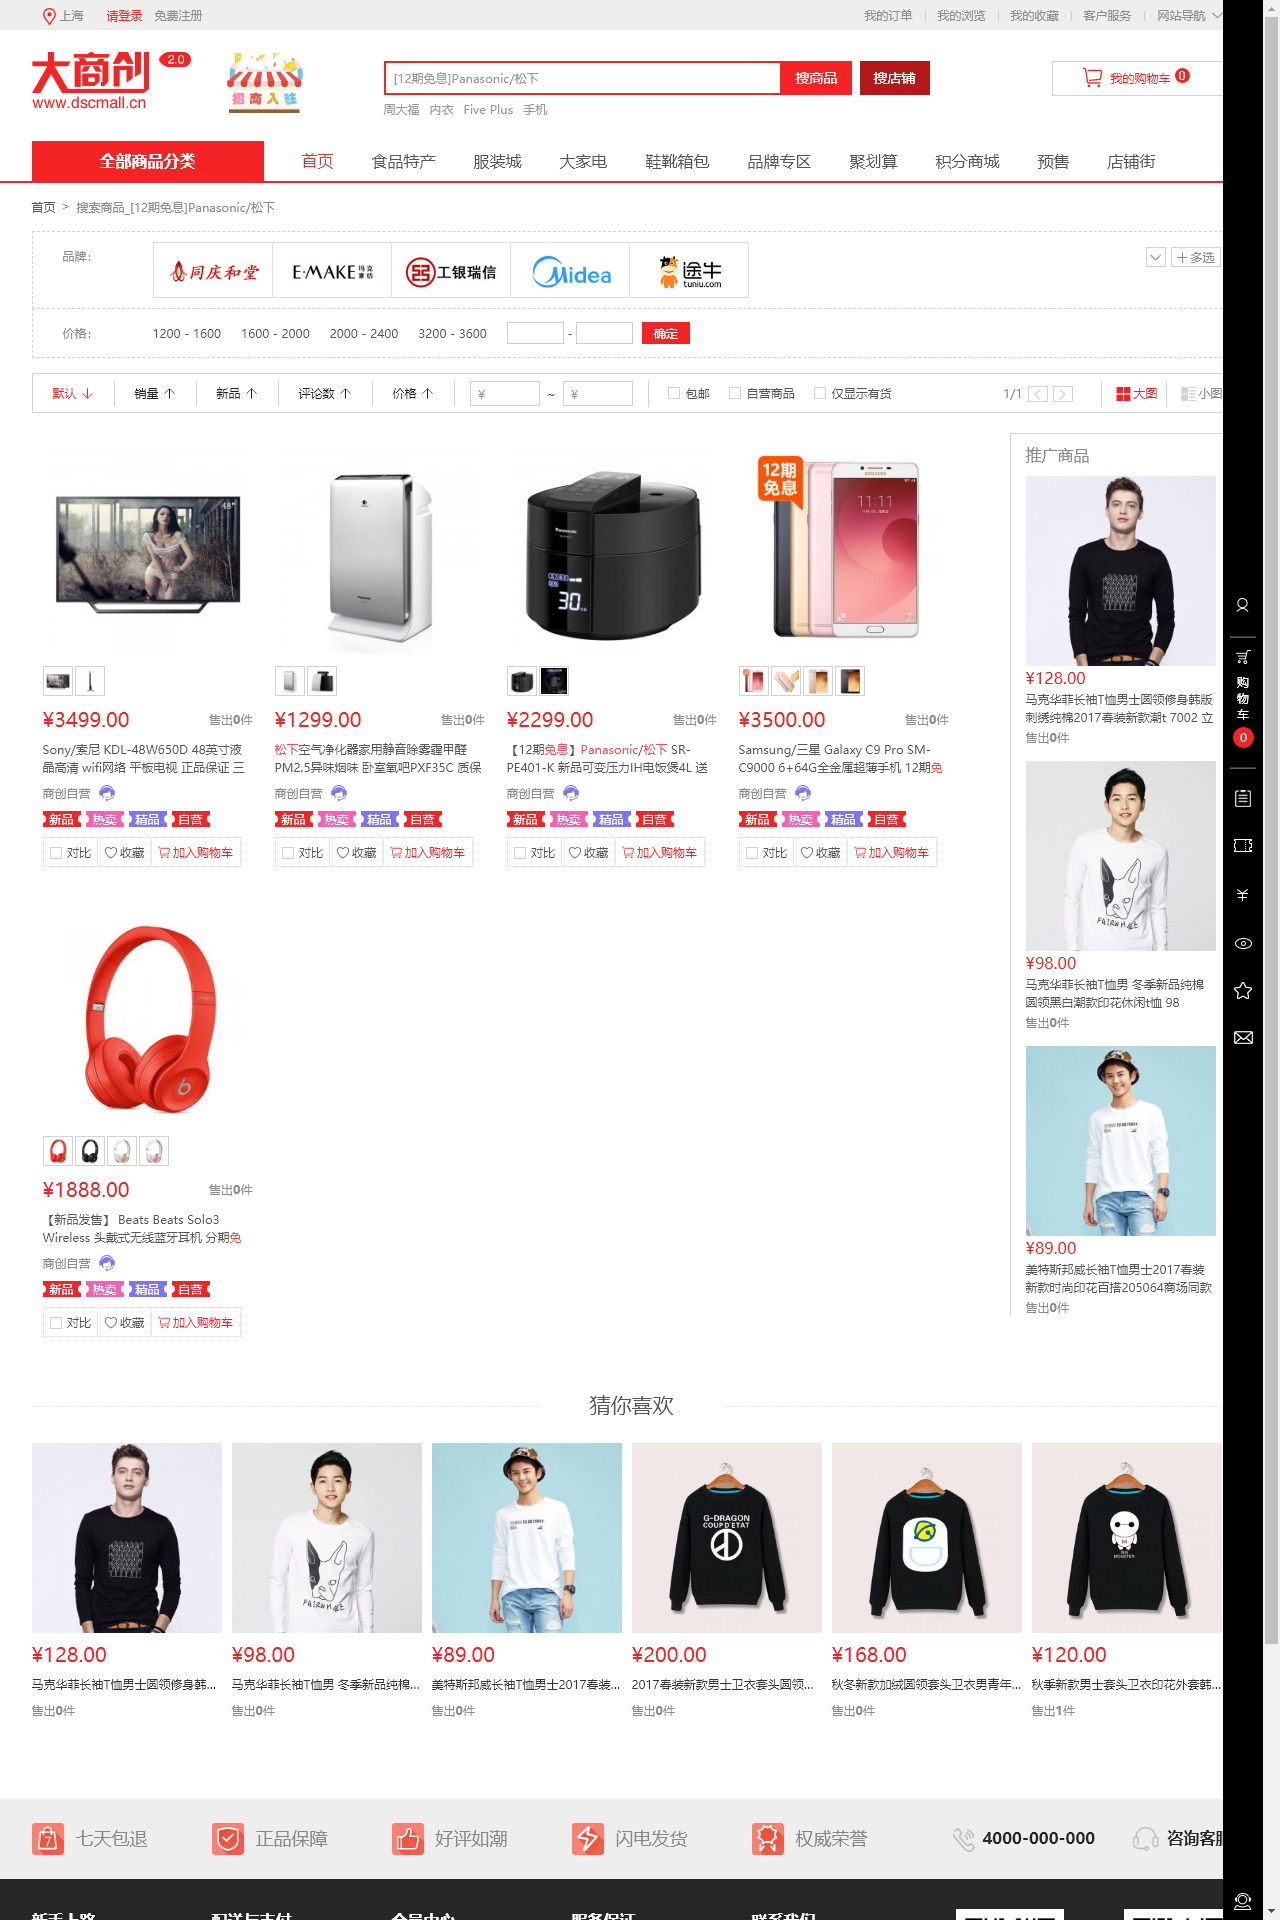 上海 请登录 免费注册 我的订单 我的浏览 我的收藏 客户服务 网站导航
大商创 2.0
www.dscmall.cn
招商入驻
[12期免息]Panasonic/松下 搜商品 搜店铺
我的购物车 0
周大福 内衣 Five Plus 手机
全部商品分类 首页 食品特产 服装城 大家电 鞋靴箱包 品牌专区 聚划算 积分商城 预售 店铺街
首页 > 搜索商品_[12期免息]Panasonic/松下
品牌： 同庆和堂 E·MAKE 玛克家纺 工银瑞信 Midea 途牛 tuniu.com 多选
价格： 1200 - 1600 1600 - 2000 2000 - 2400 3200 - 3600 - 确定
默认 销量 新品 评论数 价格 ¥ ~ ¥ 包邮 自营商品 仅显示有货 1/1 大图 小图
推广商品
12期
免息
¥3499.00 售出0件
Sony/索尼 KDL-48W650D 48英寸液
晶高清 wifi网络 平板电视 正品保证 三
商创自营
新品 热卖 精品 自营
对比 收藏 加入购物车
¥1299.00 售出0件
松下空气净化器家用静音除雾霾甲醛
PM2.5异味烟味 卧室氧吧PXF35C 质保
商创自营
新品 热卖 精品 自营
对比 收藏 加入购物车
¥2299.00 售出0件
【12期免息】Panasonic/松下 SR-
PE401-K 新品可变压力IH电饭煲4L 送
商创自营
新品 热卖 精品 自营
对比 收藏 加入购物车
¥3500.00 售出0件
Samsung/三星 Galaxy C9 Pro SM-
C9000 6+64G全金属超薄手机 12期免
商创自营
新品 热卖 精品 自营
对比 收藏 加入购物车
¥1888.00 售出0件
【新品发售】 Beats Beats Solo3
Wireless 头戴式无线蓝牙耳机 分期免
商创自营
新品 热卖 精品 自营
对比 收藏 加入购物车
¥128.00
马克华菲长袖T恤男士圆领修身韩版
刺绣纯棉2017春装新款潮t 7002 立
售出0件
¥98.00
马克华菲长袖T恤男 冬季新品纯棉
圆领黑白潮款印花休闲t恤 98
售出0件
¥89.00
美特斯邦威长袖T恤男士2017春装
新款时尚印花百搭205064商场同款
售出0件
购
物
车
0
猜你喜欢
G-DRAGON
COUP D'ETAT
¥128.00
马克华菲长袖T恤男士圆领修身韩...
售出0件
¥98.00
马克华菲长袖T恤男 冬季新品纯棉...
售出0件
¥89.00
美特斯邦威长袖T恤男士2017春装...
售出0件
¥200.00
2017春装新款男士卫衣套头圆领...
售出0件
¥168.00
秋冬新款加绒圆领套头卫衣男青年...
售出0件
¥120.00
秋季新款男士套头卫衣印花外套韩...
售出1件
七天包退 正品保障 好评如潮 闪电发货 权威荣誉 4000-000-000 咨询客服
新手上路 配送与支付 会员中心 服务保证 联系我们